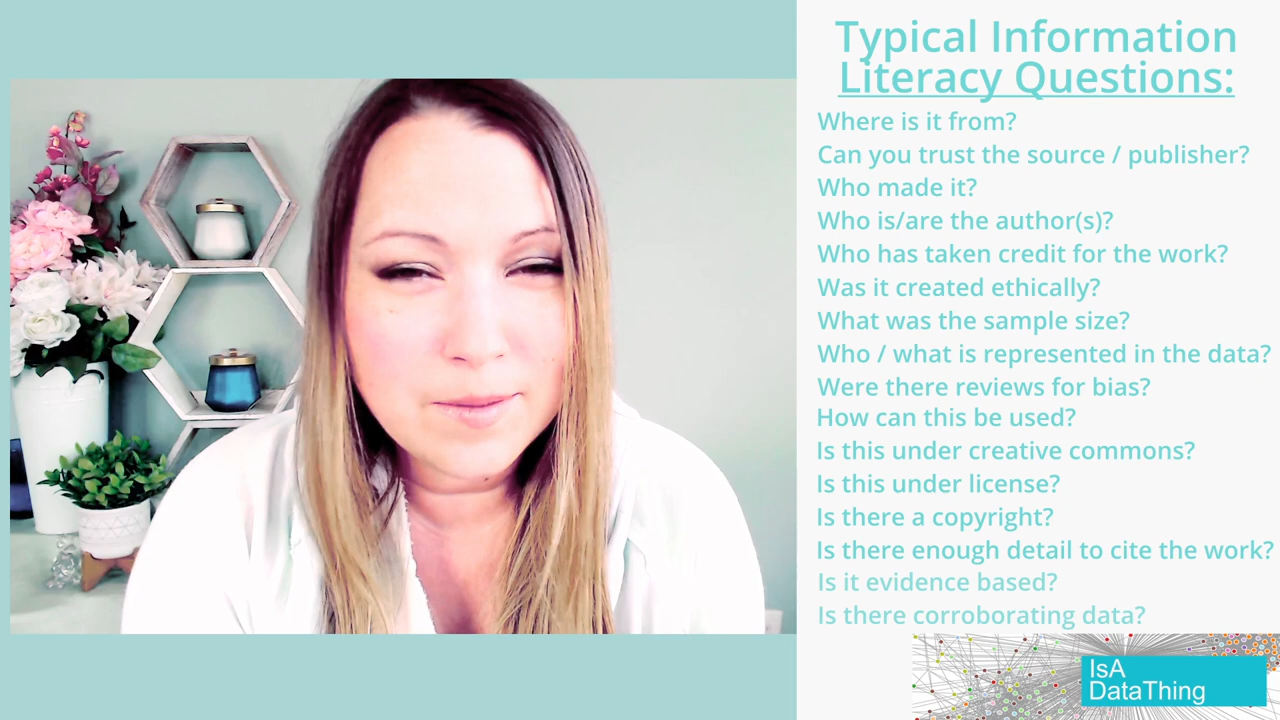 Typical Information
Literacy Questions:
Where is it from?
Can you trust the source / publisher?
Who made it?
Who is/are the author(s)?
Who has taken credit for the work?
Was it created ethically?
What was the sample size?
Who / what is represented in the data?
Were there reviews for bias?
How can this be used?
Is this under creative commons?
Is this under license?
Is there a copyright?
Is there enough detail to cite the work?
Is it evidence based?
Is there corroborating data?
IsA
DataThing